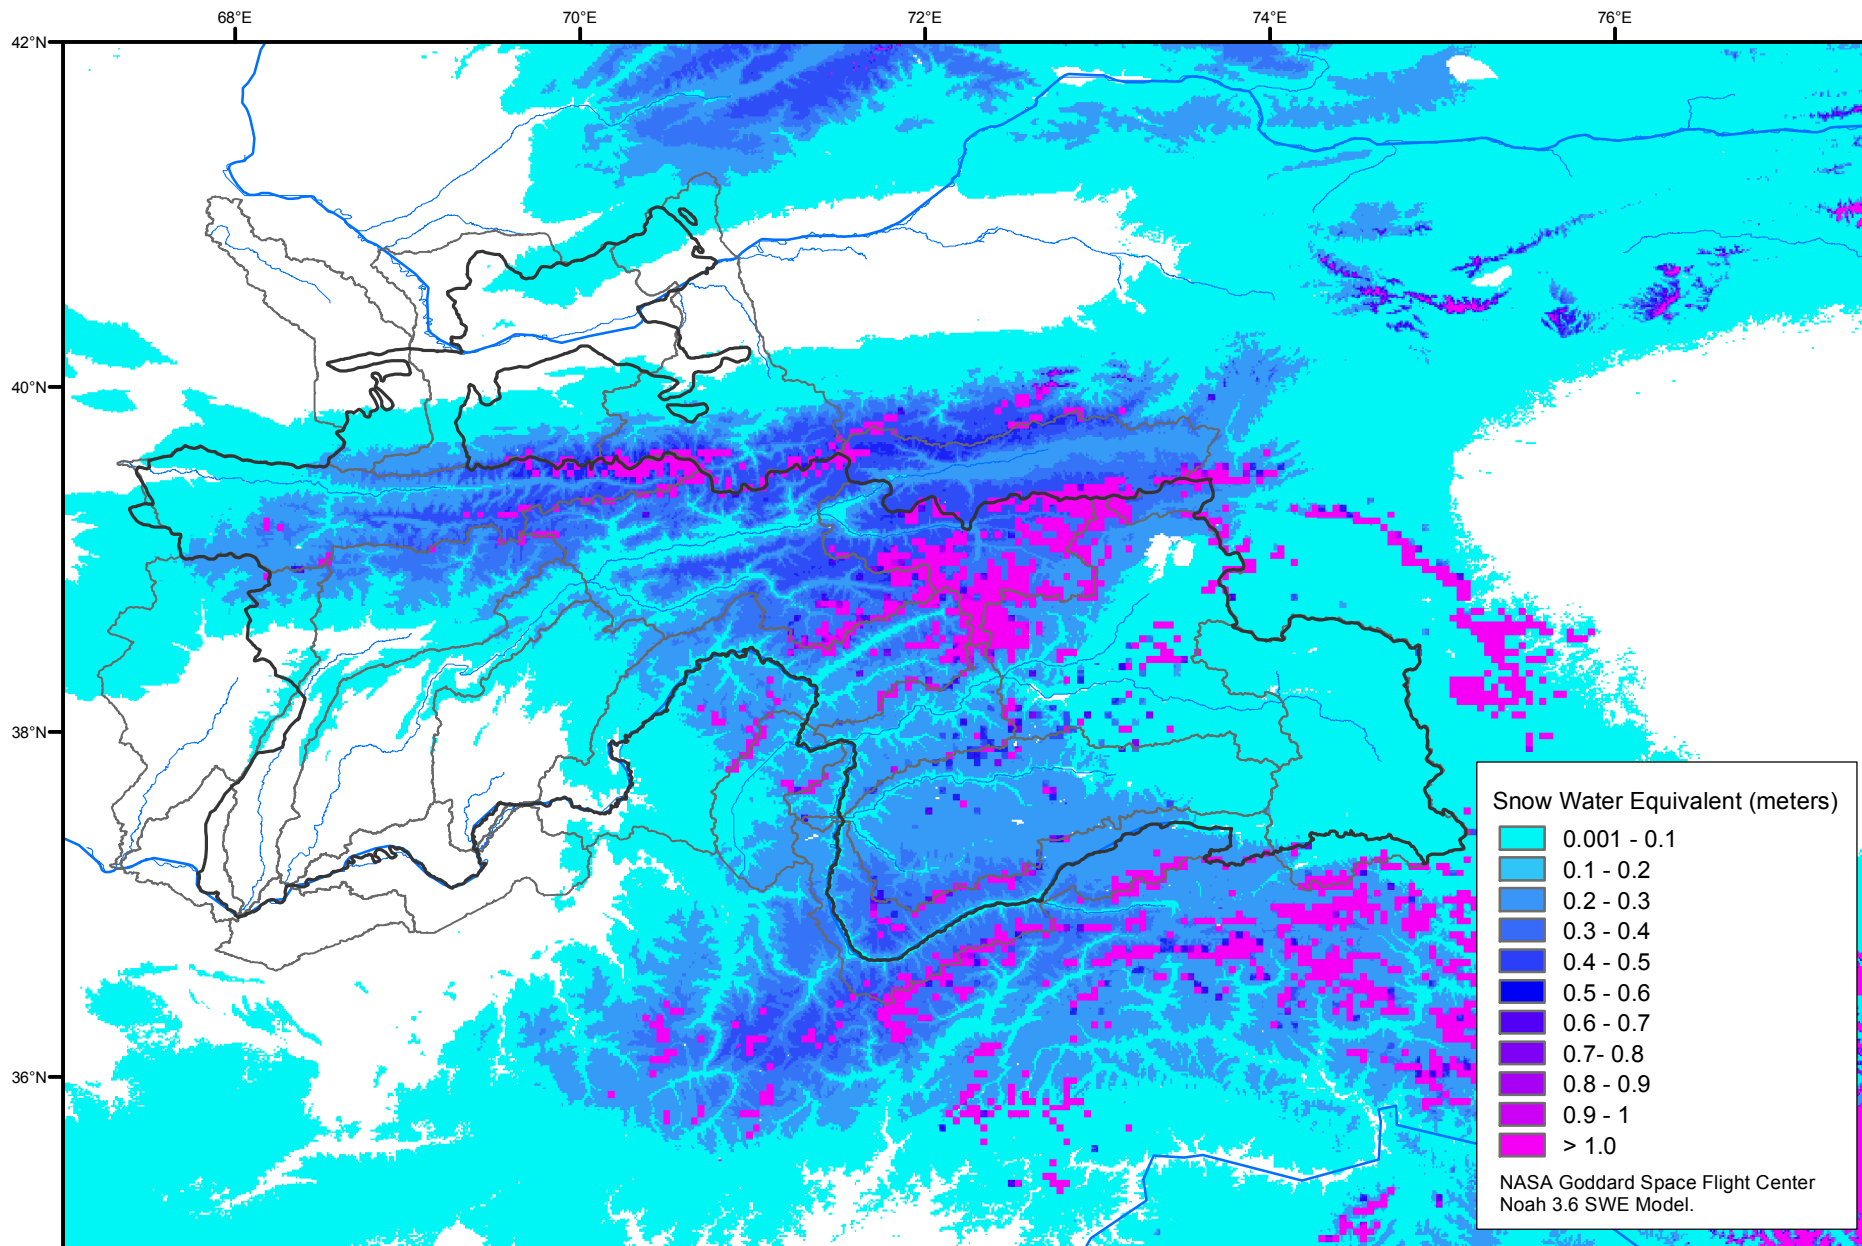 68°E 70°E 72°E 74°E 76°E
42°N
40°N
38°N
36°N
Snow Water Equivalent (meters)
0.001 - 0.1
0.1 - 0.2
0.2 - 0.3
0.3 - 0.4
0.4 - 0.5
0.5 - 0.6
0.6 - 0.7
0.7- 0.8
0.8 - 0.9
0.9 - 1
> 1.0
NASA Goddard Space Flight Center
Noah 3.6 SWE Model.